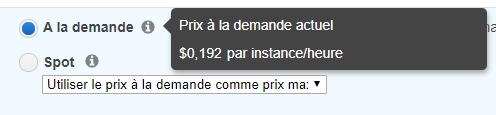 A la demande
Prix à la demande actuel
$0,192 par instance/heure
Spot
Utiliser le prix à la demande comme prix ma